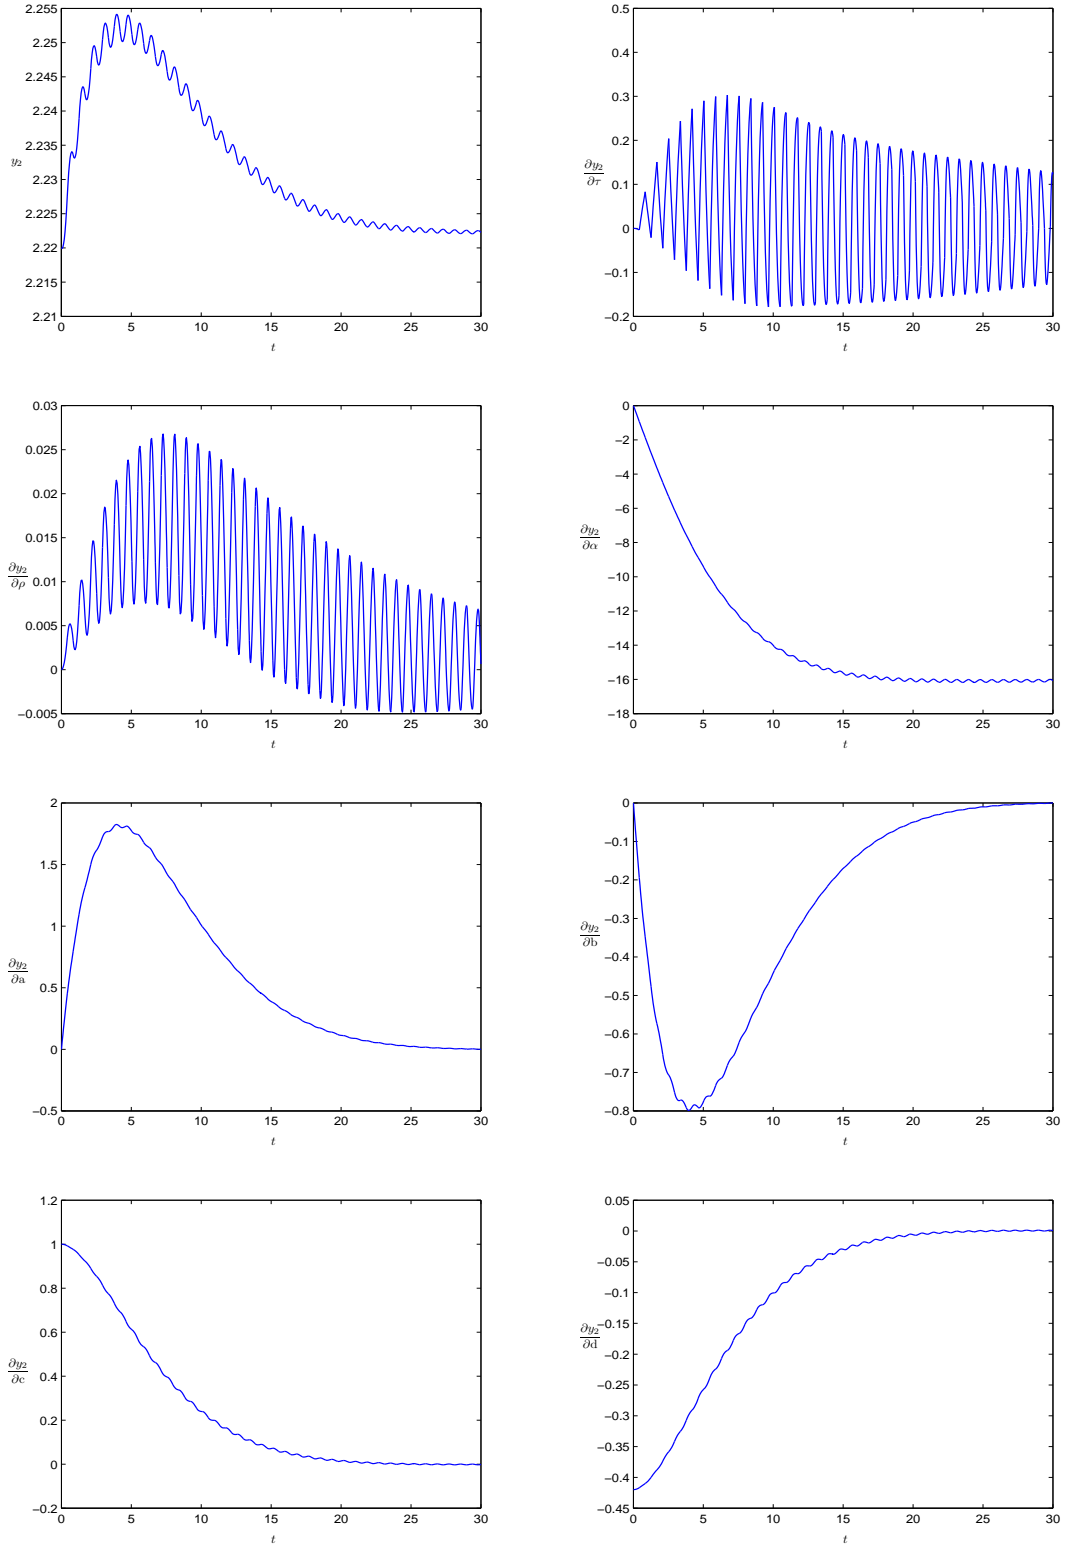 2.255
2.25
2.245
2.24
2.235
y₂
2.23
2.225
2.22
2.215
2.21
0 5 10 15 20 25 30
t
0.5
0.4
0.3
0.2
∂y₂/∂τ
0.1
0
−0.1
−0.2
0 5 10 15 20 25 30
t
0.03
0.025
0.02
0.015
∂y₂/∂ρ
0.01
0.005
0
−0.005
0 5 10 15 20 25 30
t
0
−2
−4
−6
∂y₂/∂α
−8
−10
−12
−14
−16
−18
0 5 10 15 20 25 30
t
2
1.5
1
∂y₂/∂a
0.5
0
−0.5
0 5 10 15 20 25 30
t
0
−0.1
−0.2
−0.3
∂y₂/∂b
−0.4
−0.5
−0.6
−0.7
−0.8
0 5 10 15 20 25 30
t
1.2
1
0.8
0.6
∂y₂/∂c
0.4
0.2
0
−0.2
0 5 10 15 20 25 30
t
0.05
0
−0.05
−0.1
−0.15
∂y₂/∂d
−0.2
−0.25
−0.3
−0.35
−0.4
−0.45
0 5 10 15 20 25 30
t